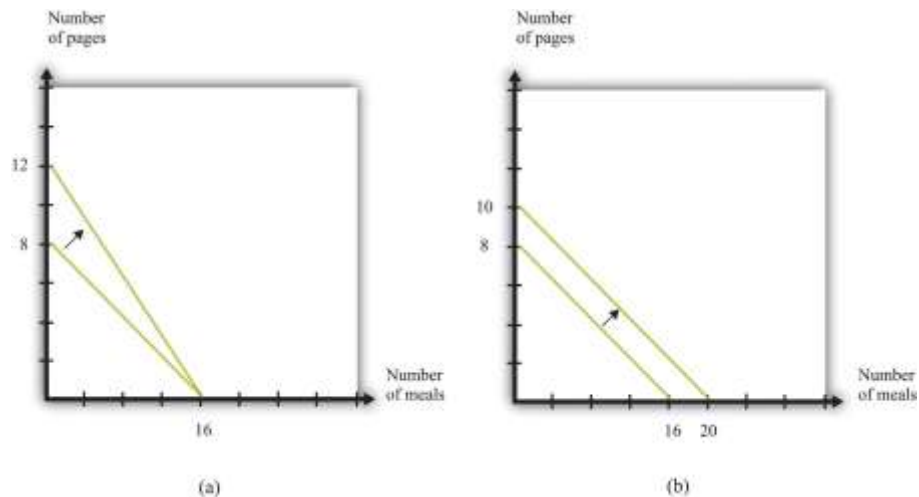 Number
of pages
12
8
Number
of meals
16
(a)
Number
of pages
10
8
Number
of meals
16 20
(b)